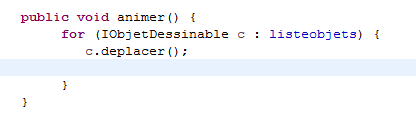 public void animer() {
for (IObjetDessinable c : listeobjets) {
c.deplacer();
}
}